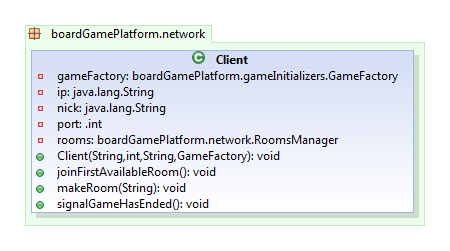 boardGamePlatform.network
Client
gameFactory: boardGamePlatform.gameInitializers.GameFactory
ip: java.lang.String
nick: java.lang.String
port: .int
rooms: boardGamePlatform.network.RoomsManager
Client(String,int,String,GameFactory): void
joinFirstAvailableRoom(): void
makeRoom(String): void
signalGameHasEnded(): void